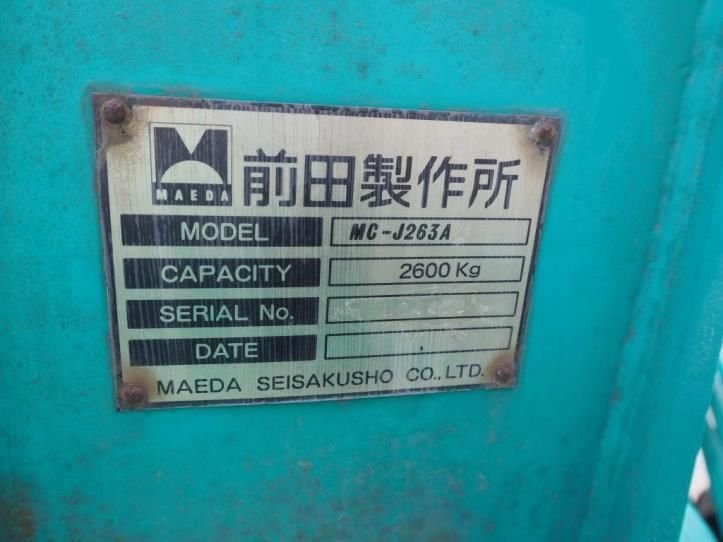 MAEDA
前田製作所
MODEL MC-J263A
CAPACITY 2600 Kg
SERIAL No.
DATE
MAEDA SEISAKUSHO CO.,LTD.